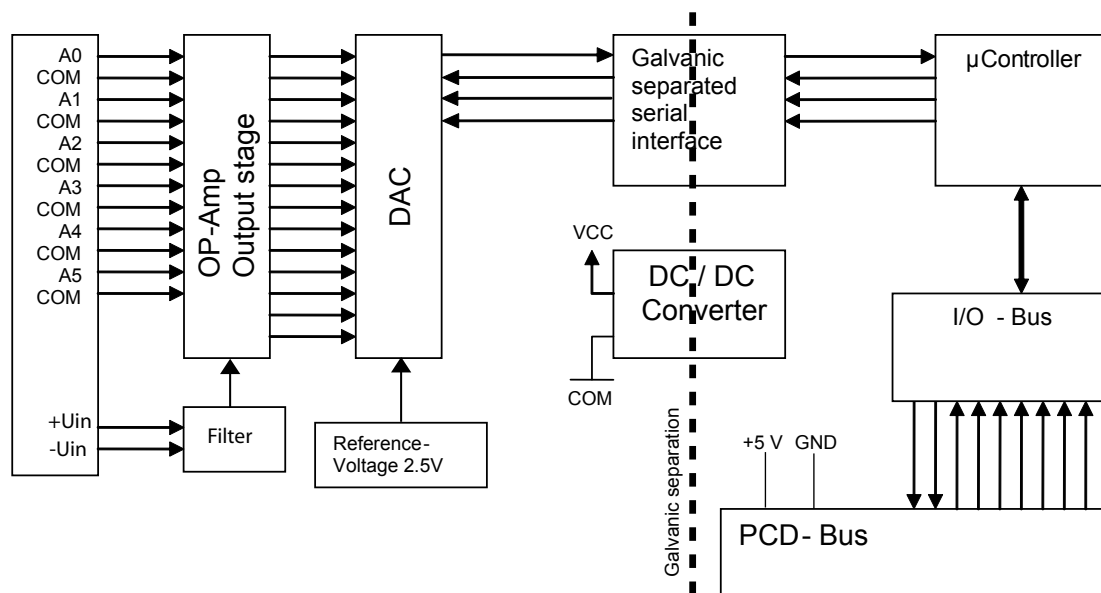 A0
COM
A1
COM
A2
COM
A3
COM
A4
COM
A5
COM
+Uin
-Uin
OP-Amp
Output stage
Filter
DAC
Reference-
Voltage 2.5V
Galvanic
separated
serial
interface
µController
VCC
COM
DC / DC
Converter
I/O - Bus
Galvanic separation
+5 V GND
PCD- Bus